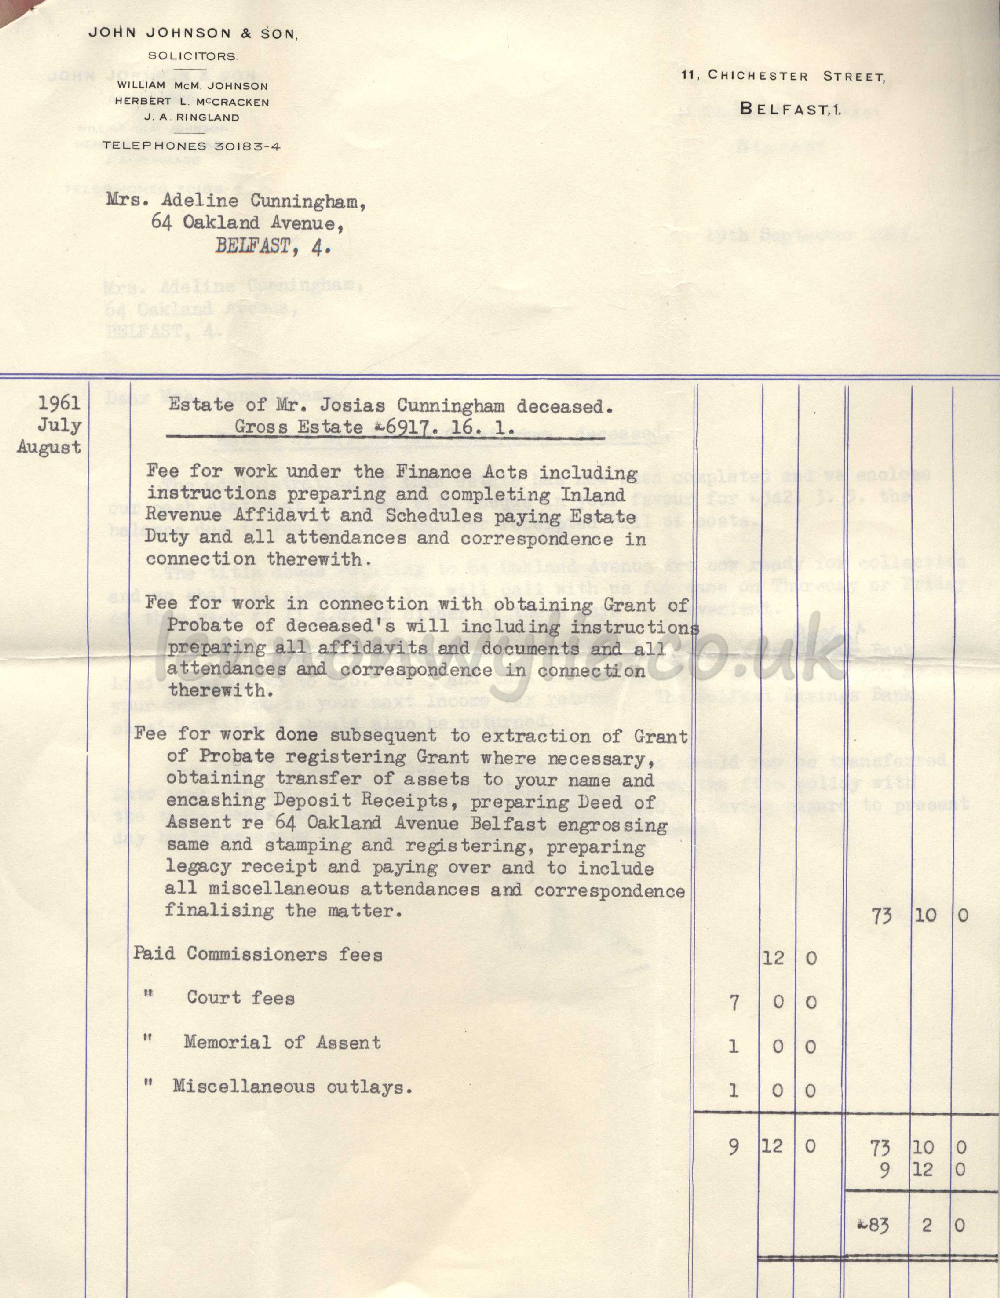 JOHN JOHNSON & SON,
SOLICITORS.
WILLIAM McM. JOHNSON
HERBERT L. McCRACKEN
J. A. RINGLAND
TELEPHONES 30183-4
11, CHICHESTER STREET,
BELFAST,1.
Mrs. Adeline Cunningham,
64 Oakland Avenue,
BELFAST, 4.
19th September
Mrs. Adeline Cunningham,
64 Oakland Avenue,
BELFAST, 4.
1961
July
August
Estate of Mr. Josias Cunningham deceased.
Gross Estate £6917. 16. 1.
Fee for work under the Finance Acts including
instructions preparing and completing Inland
Revenue Affidavit and Schedules paying Estate
Duty and all attendances and correspondence in
connection therewith.
Fee for work in connection with obtaining Grant of
Probate of deceased's will including instructions
preparing all affidavits and documents and all
attendances and correspondence in connection
therewith.
Fee for work done subsequent to extraction of Grant
of Probate registering Grant where necessary,
obtaining transfer of assets to your name and
encashing Deposit Receipts, preparing Deed of
Assent re 64 Oakland Avenue Belfast engrossing
same and stamping and registering, preparing
legacy receipt and paying over and to include
all miscellaneous attendances and correspondence
finalising the matter. 73 10 0
Paid Commissioners fees 12 0
" Court fees 7 0 0
" Memorial of Assent 1 0 0
" Miscellaneous outlays. 1 0 0
9 12 0 73 10 0
9 12 0
£83 2 0